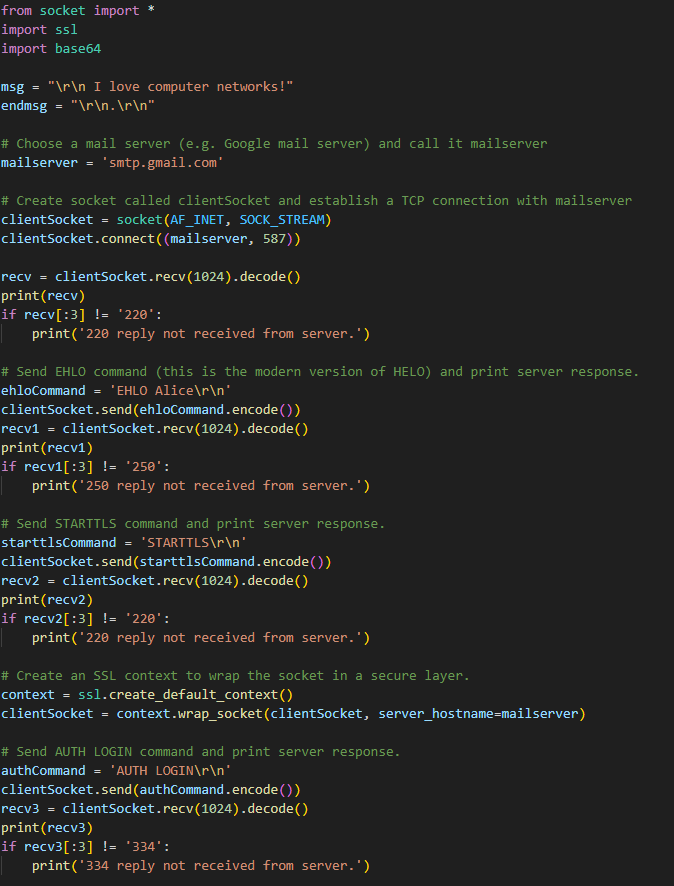 from socket import *
import ssl
import base64

msg = "\r\n I love computer networks!"
endmsg = "\r\n.\r\n"

# Choose a mail server (e.g. Google mail server) and call it mailserver
mailserver = 'smtp.gmail.com'

# Create socket called clientSocket and establish a TCP connection with mailserver
clientSocket = socket(AF_INET, SOCK_STREAM)
clientSocket.connect((mailserver, 587))

recv = clientSocket.recv(1024).decode()
print(recv)
if recv[:3] != '220':
    print('220 reply not received from server.')

# Send EHLO command (this is the modern version of HELO) and print server response.
ehloCommand = 'EHLO Alice\r\n'
clientSocket.send(ehloCommand.encode())
recv1 = clientSocket.recv(1024).decode()
print(recv1)
if recv1[:3] != '250':
    print('250 reply not received from server.')

# Send STARTTLS command and print server response.
starttlsCommand = 'STARTTLS\r\n'
clientSocket.send(starttlsCommand.encode())
recv2 = clientSocket.recv(1024).decode()
print(recv2)
if recv2[:3] != '220':
    print('220 reply not received from server.')

# Create an SSL context to wrap the socket in a secure layer.
context = ssl.create_default_context()
clientSocket = context.wrap_socket(clientSocket, server_hostname=mailserver)

# Send AUTH LOGIN command and print server response.
authCommand = 'AUTH LOGIN\r\n'
clientSocket.send(authCommand.encode())
recv3 = clientSocket.recv(1024).decode()
print(recv3)
if recv3[:3] != '334':
    print('334 reply not received from server.')